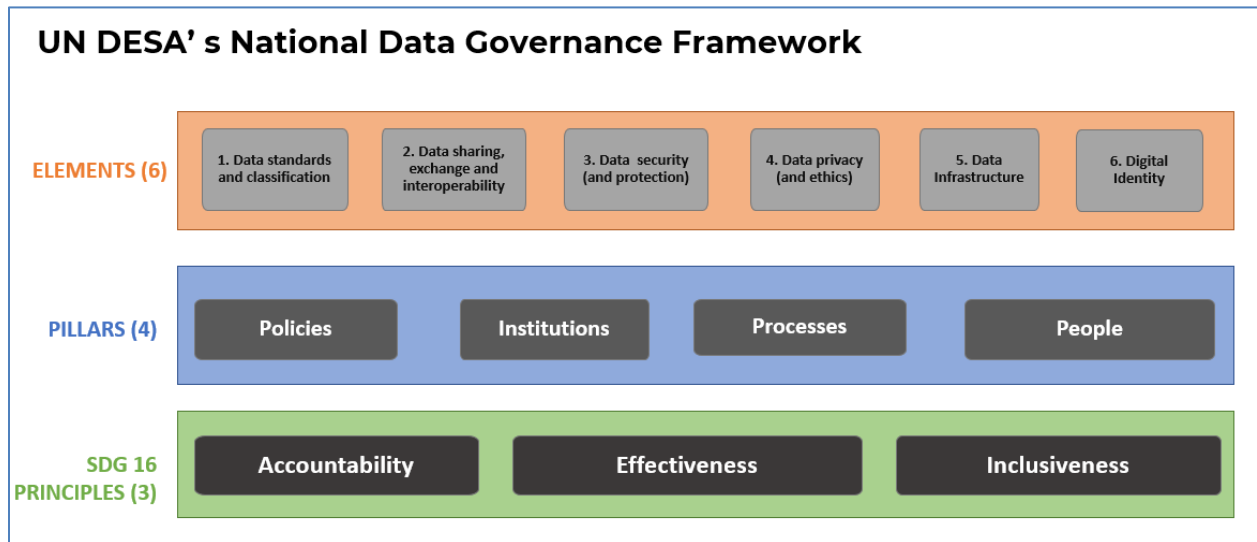 UN DESA’ s National Data Governance Framework
ELEMENTS (6)
1. Data standards
and classification
2. Data sharing,
exchange and
interoperability
3. Data security
(and protection)
4. Data privacy
(and ethics)
5. Data
Infrastructure
6. Digital
Identity
PILLARS (4)
Policies
Institutions
Processes
People
SDG 16
PRINCIPLES (3)
Accountability
Effectiveness
Inclusiveness